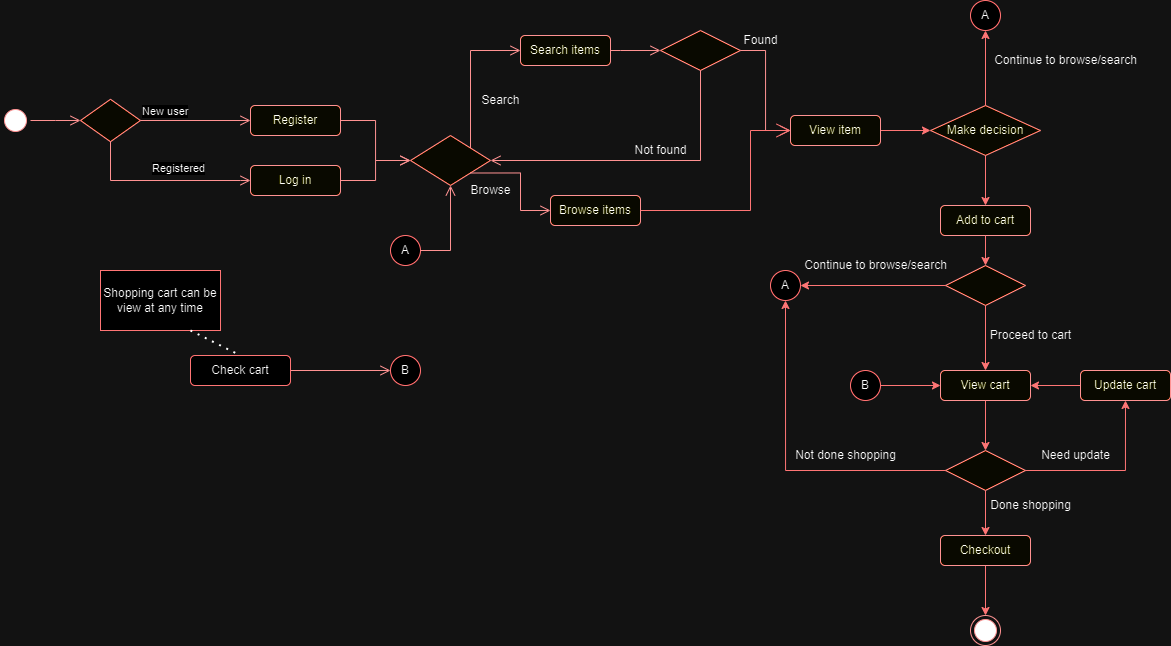 A
Continue to browse/search
Found
Search items
Search
New user
Register
View item
Make decision
Not found
Registered
Log in
Browse
Browse items
Add to cart
A
Continue to browse/search
A
Shopping cart can be
view at any time
Proceed to cart
Check cart
B
B
View cart
Update cart
Not done shopping
Need update
Done shopping
Checkout